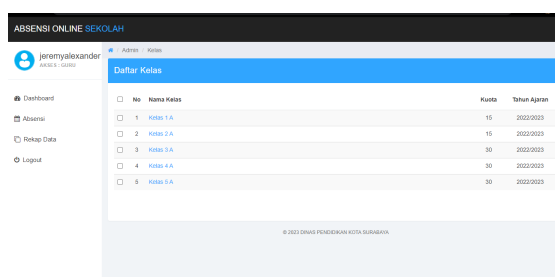 ABSENSI ONLINE SEKOLAH
jeremyalexander
AKSES : GURU
Dashboard
Absensi
Rekap Data
Logout
/ Admin / Kelas
Daftar Kelas
No Nama Kelas Kuota Tahun Ajaran
1 Kelas 1 A 15 2022/2023
2 Kelas 2 A 15 2022/2023
3 Kelas 3 A 30 2022/2023
4 Kelas 4 A 30 2022/2023
5 Kelas 5 A 30 2022/2023
© 2023 DINAS PENDIDIKAN KOTA SURABAYA